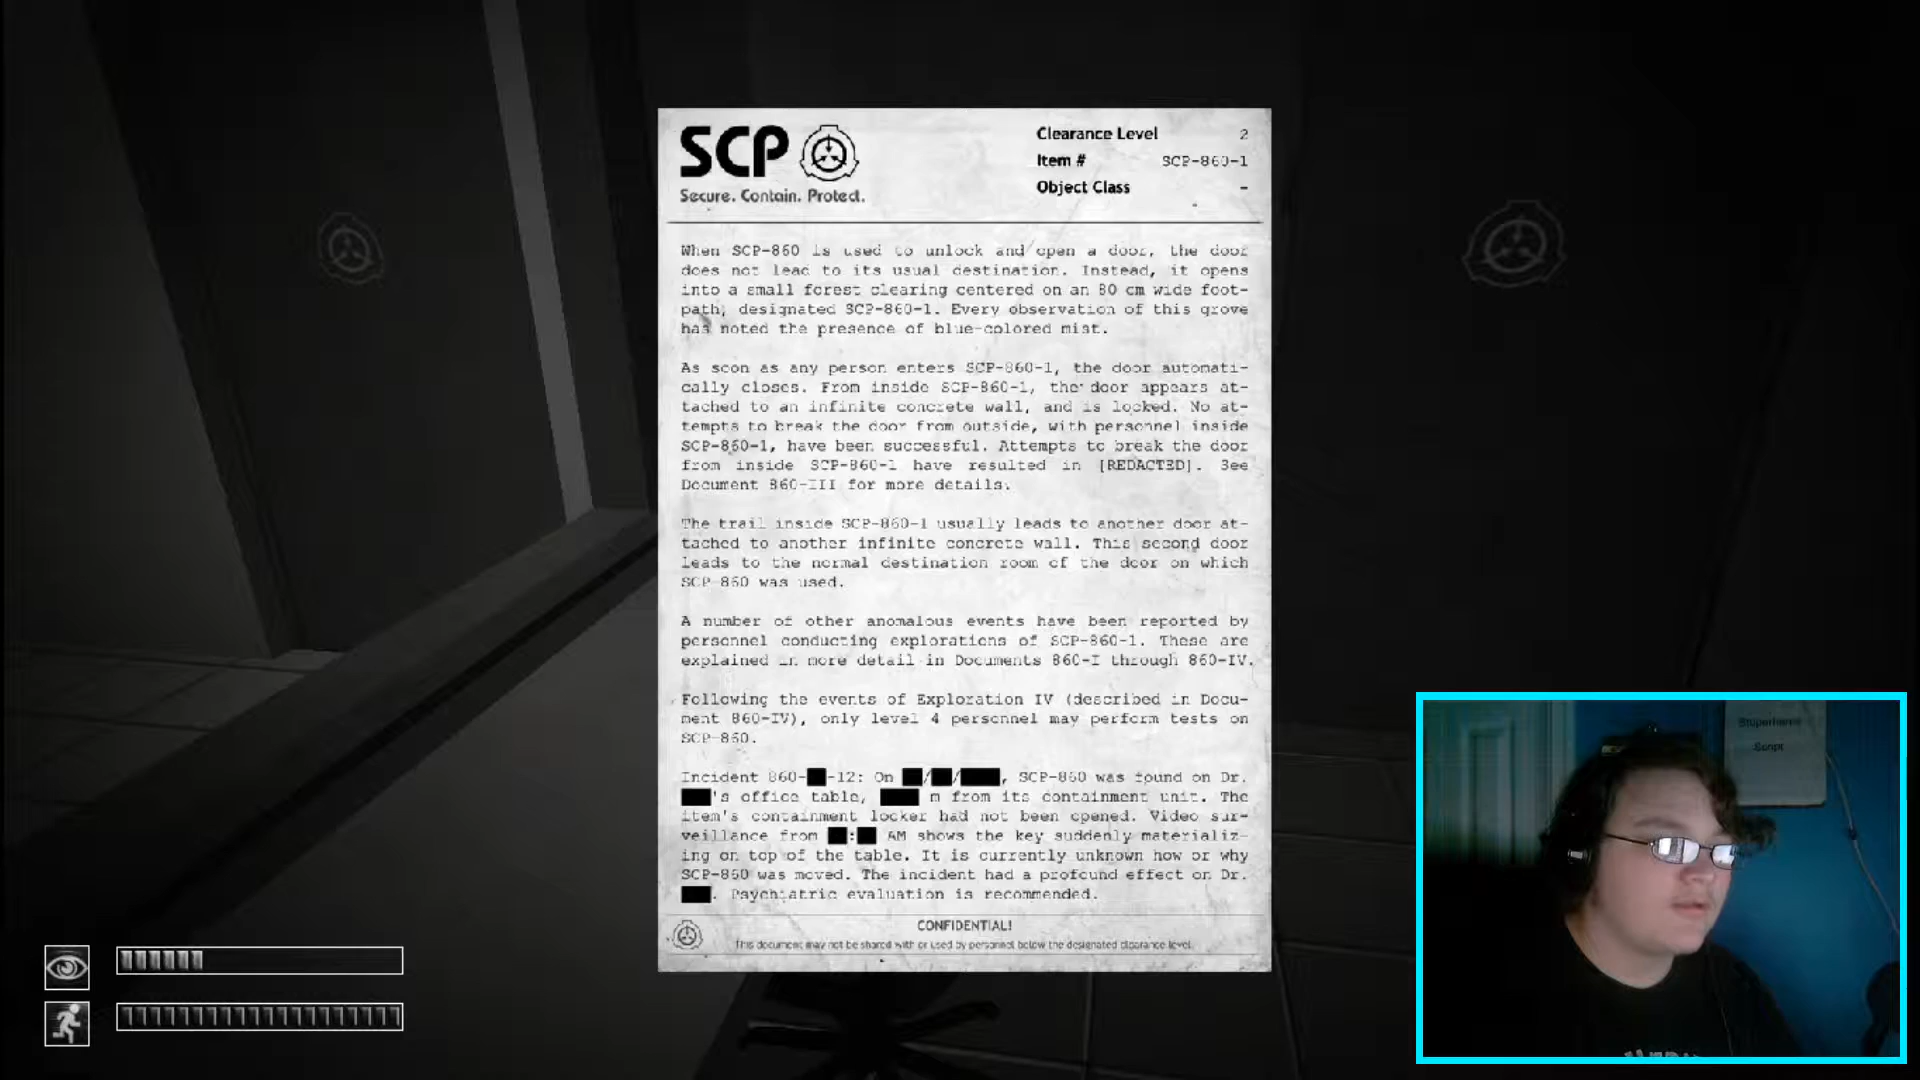 SCP
Secure. Contain. Protect.
Clearance Level 2
Item # SCP-860-1
Object Class -
When SCP-860 is used to unlock and open a door, the door
does not lead to its usual destination. Instead, it opens
into a small forest clearing centered on an 80 cm wide foot-
path, designated SCP-860-1. Every observation of this grove
has noted the presence of blue-colored mist.
As soon as any person enters SCP-860-1, the door automati-
cally closes. From inside SCP-860-1, the door appears at-
tached to an infinite concrete wall, and is locked. No at-
tempts to break the door from outside, with personnel inside
SCP-860-1, have been successful. Attempts to break the door
from inside SCP-860-1 have resulted in [REDACTED]. See
Document 860-III for more details.
The trail inside SCP-860-1 usually leads to another door at-
tached to another infinite concrete wall. This second door
leads to the normal destination room of the door on which
SCP-860 was used.
A number of other anomalous events have been reported by
personnel conducting explorations of SCP-860-1. These are
explained in more detail in Documents 860-I through 860-IV.
Following the events of Exploration IV (described in Docu-
ment 860-IV), only level 4 personnel may perform tests on
SCP-860.
Incident 860-██-12: On ██/██/████, SCP-860 was found on Dr.
███'s office table, ████ m from its containment unit. The
item's containment locker had not been opened. Video sur-
veillance from ██:██ AM shows the key suddenly materializ-
ing on top of the table. It is currently unknown how or why
SCP-860 was moved. The incident had a profound effect on Dr.
███. Psychiatric evaluation is recommended.
CONFIDENTIAL!
This document may not be shared with or used by personnel below the designated clearance level.
Script